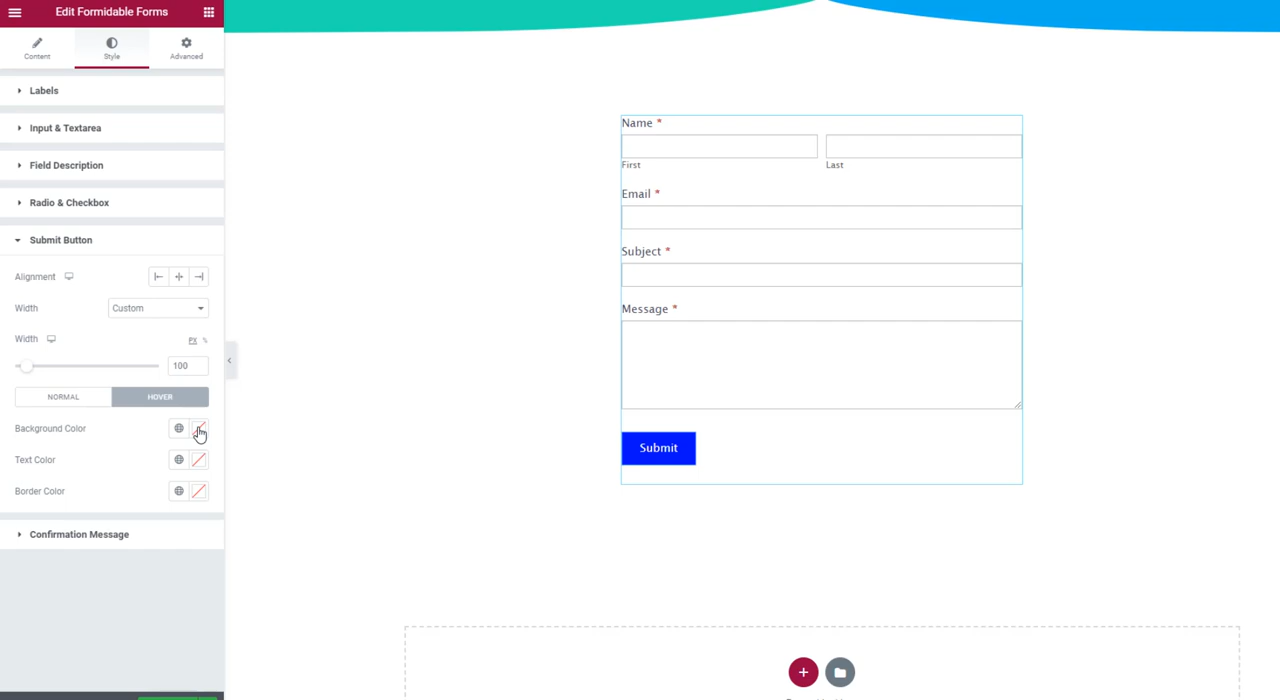 Edit Formidable Forms
Content Style Advanced
Labels
Input & Textarea
Field Description
Radio & Checkbox
Submit Button
Alignment
Width Custom
Width PX %
100
NORMAL HOVER
Background Color
Text Color
Border Color
Confirmation Message
Name *
First Last
Email *
Subject *
Message *
Submit